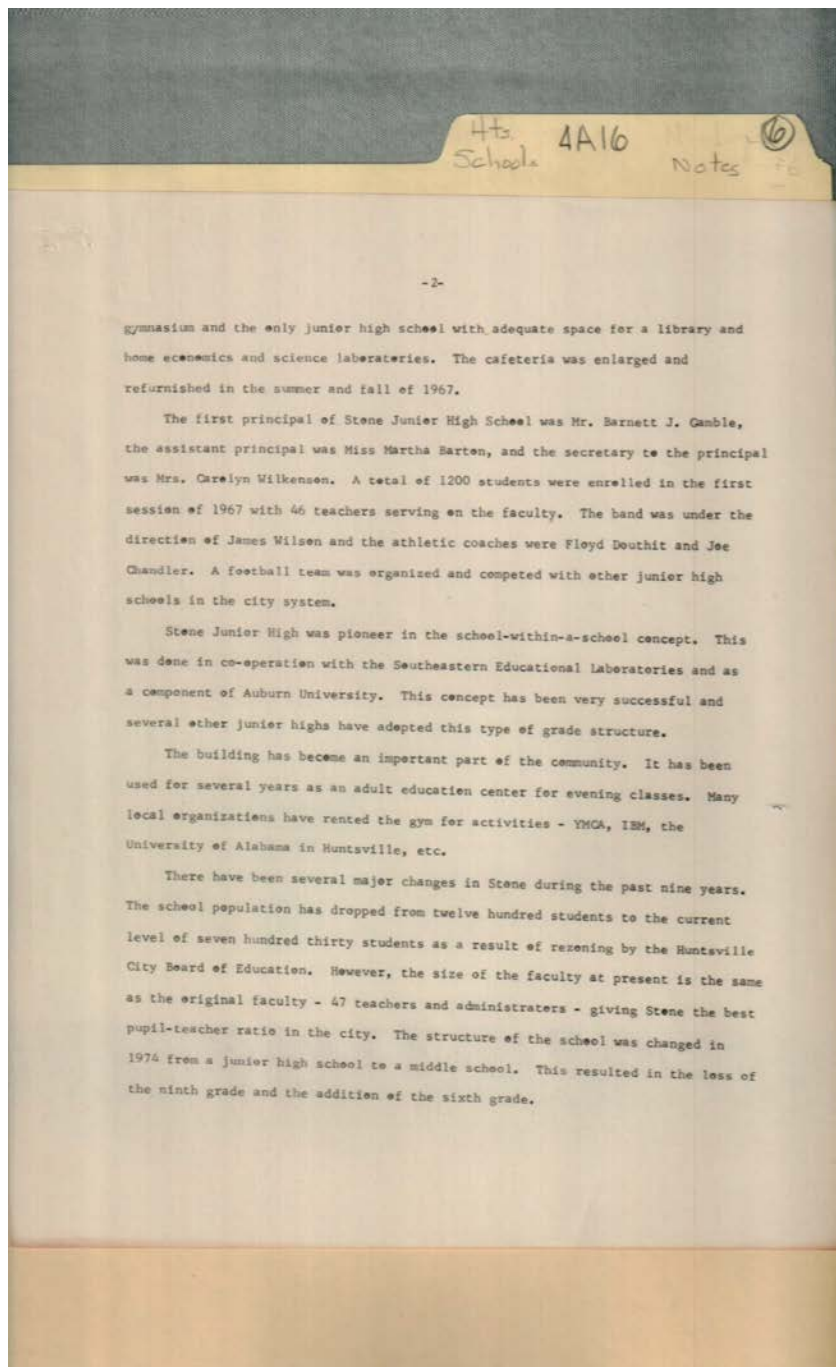 Hts. 4A16 6
Schools Notes
-2-
gymnasium and the only junior high school with adequate space for a library and
home economics and science laboratories. The cafeteria was enlarged and
refurnished in the summer and fall of 1967.
The first principal of Stone Junior High School was Mr. Barnett J. Gamble,
the assistant principal was Miss Martha Barton, and the secretary to the principal
was Mrs. Carolyn Wilkenson. A total of 1200 students were enrolled in the first
session of 1967 with 46 teachers serving on the faculty. The band was under the
direction of James Wilson and the athletic coaches were Floyd Douthit and Joe
Chandler. A football team was organized and competed with other junior high
schools in the city system.
Stone Junior High was pioneer in the school-within-a-school concept. This
was done in co-operation with the Southeastern Educational Laboratories and as
a component of Auburn University. This concept has been very successful and
several other junior highs have adopted this type of grade structure.
The building has become an important part of the community. It has been
used for several years as an adult education center for evening classes. Many
local organizations have rented the gym for activities - YMCA, IBM, the
University of Alabama in Huntsville, etc.
There have been several major changes in Stone during the past nine years.
The school population has dropped from twelve hundred students to the current
level of seven hundred thirty students as a result of rezoning by the Huntsville
City Board of Education. However, the size of the faculty at present is the same
as the original faculty - 47 teachers and administrators - giving Stone the best
pupil-teacher ratio in the city. The structure of the school was changed in
1974 from a junior high school to a middle school. This resulted in the loss of
the ninth grade and the addition of the sixth grade.